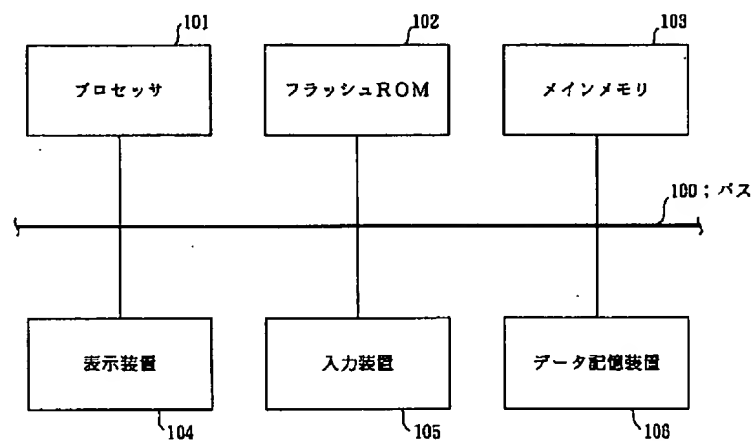 101
102
103
プロセッサ
フラッシュROM
メインメモリ
100;バス
表示装置
入力装置
データ記憶装置
104
105
106